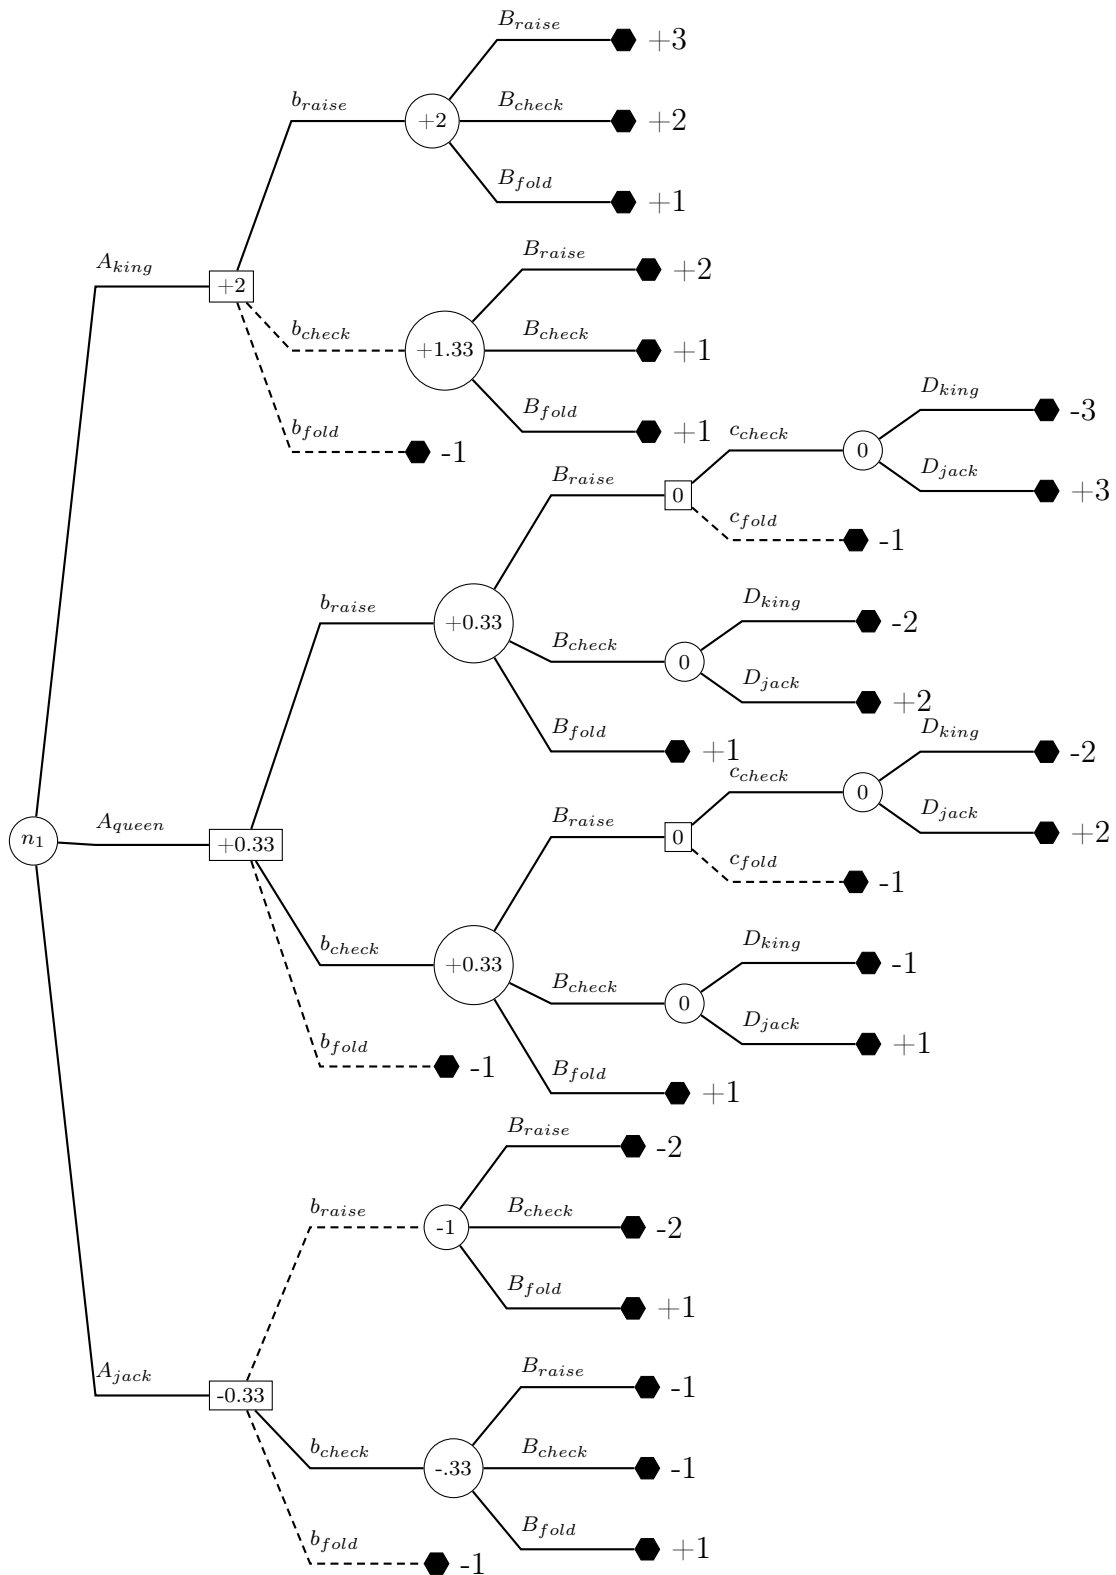 B_raise
+3
b_raise
+2
B_check
+2
B_fold
+1
A_king
+2
B_raise
+2
b_check
+1.33
B_check
+1
B_fold
+1
b_fold
-1
D_king
-3
c_check
0
D_jack
+3
B_raise
0
c_fold
-1
b_raise
+0.33
D_king
-2
B_check
0
D_jack
+2
B_fold
+1
D_king
-2
c_check
0
D_jack
+2
n_1
A_queen
+0.33
B_raise
0
c_fold
-1
b_check
+0.33
D_king
-1
B_check
0
D_jack
+1
b_fold
-1
B_fold
+1
B_raise
-2
b_raise
-1
B_check
-2
B_fold
+1
A_jack
-0.33
B_raise
-1
b_check
-.33
B_check
-1
B_fold
+1
b_fold
-1